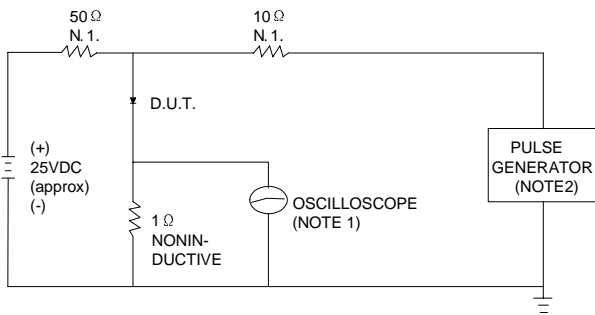 50 Ω
N. 1.
10 Ω
N. 1.
D.U.T.
(+)
25VDC
(approx)
(-)
PULSE
GENERATOR
(NOTE2)
1 Ω
NONIN-
DUCTIVE
OSCILLOSCOPE
(NOTE 1)